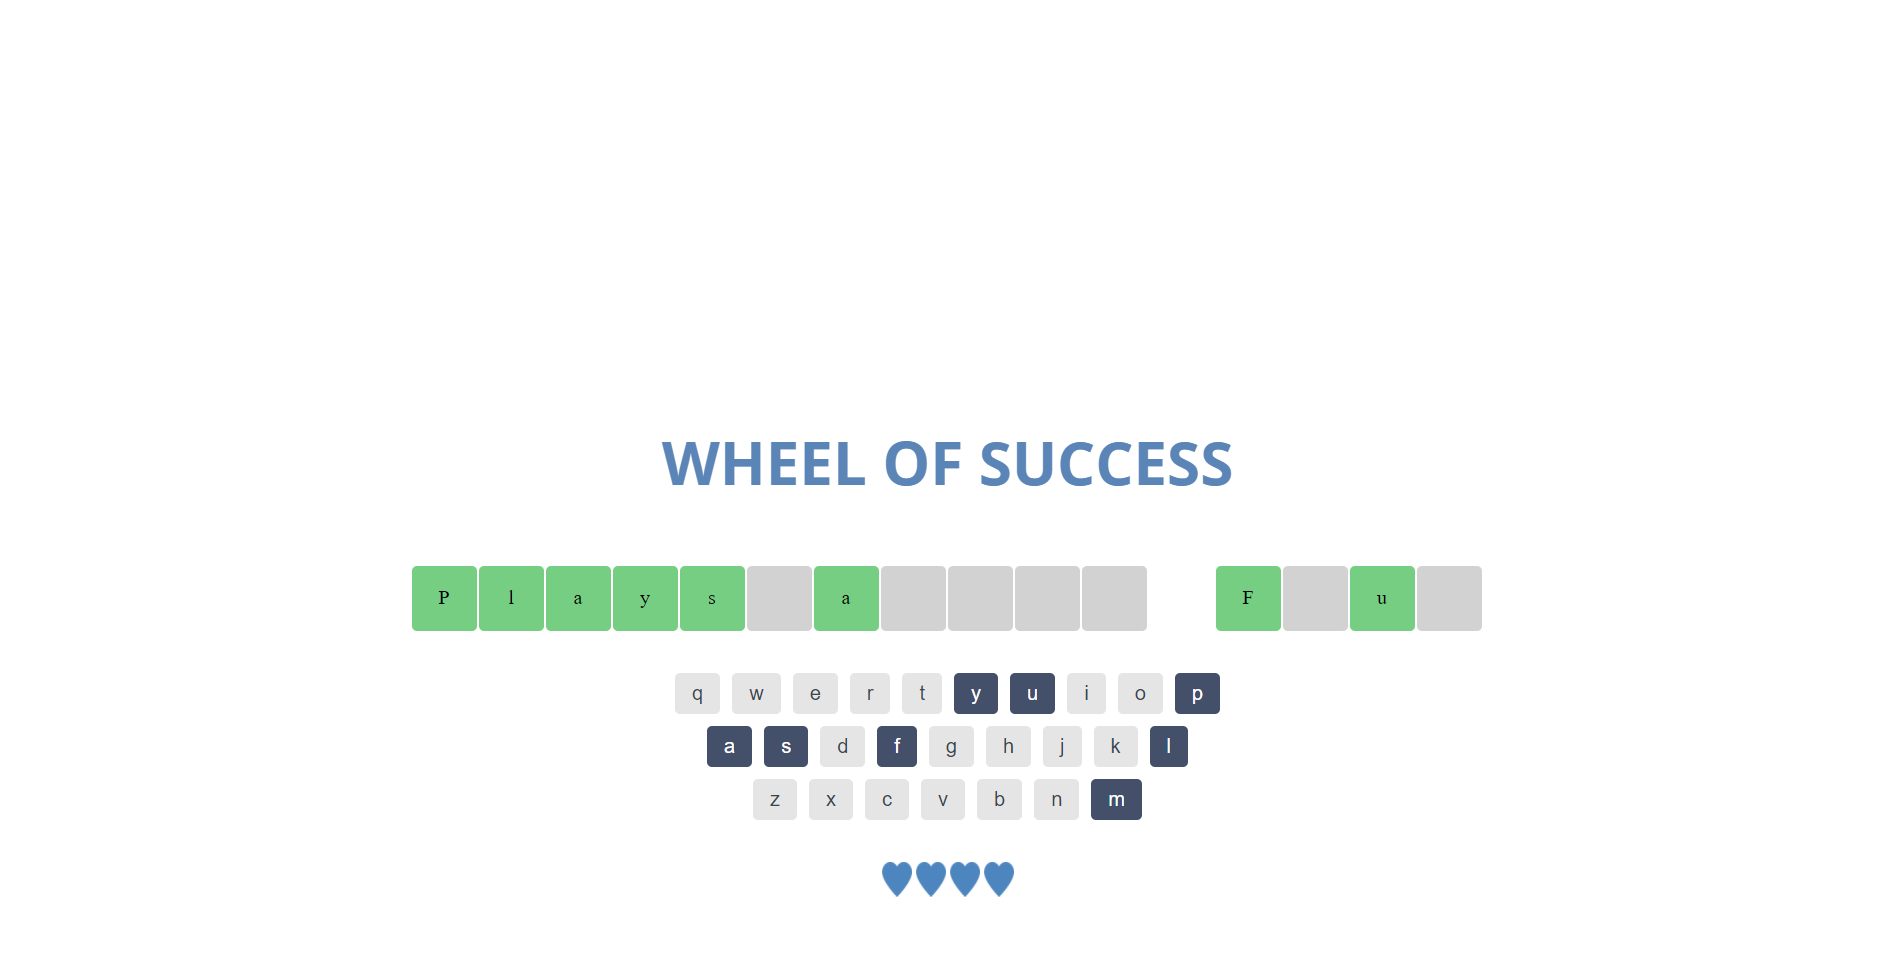 WHEEL OF SUCCESS
P l a y s a F u
q w e r t y u i o p
a s d f g h j k l
z x c v b n m